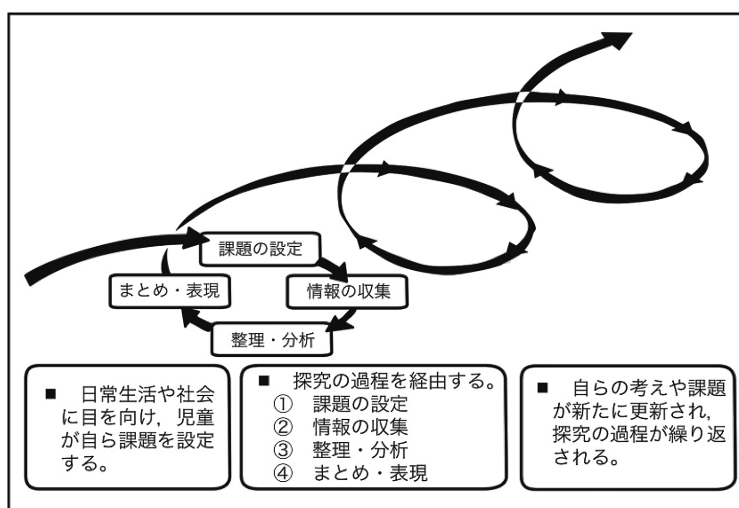 課題の設定
まとめ・表現
情報の収集
整理・分析
■ 日常生活や社会
に目を向け,児童
が自ら課題を設定
する。
■ 探究の過程を経由する。
① 課題の設定
② 情報の収集
③ 整理・分析
④ まとめ・表現
■ 自らの考えや課題
が新たに更新され,
探究の過程が繰り返
される。